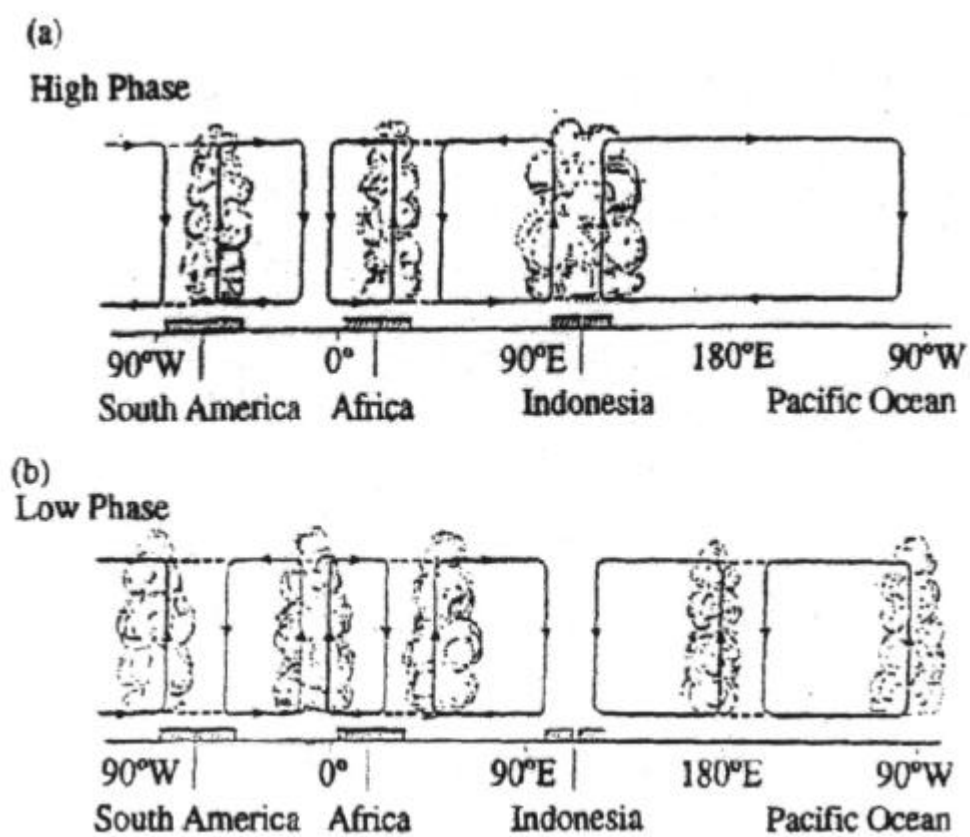 (a)
High Phase
90°W 0° 90°E 180°E 90°W
South America Africa Indonesia Pacific Ocean
(b)
Low Phase
90°W 0° 90°E 180°E 90°W
South America Africa Indonesia Pacific Ocean